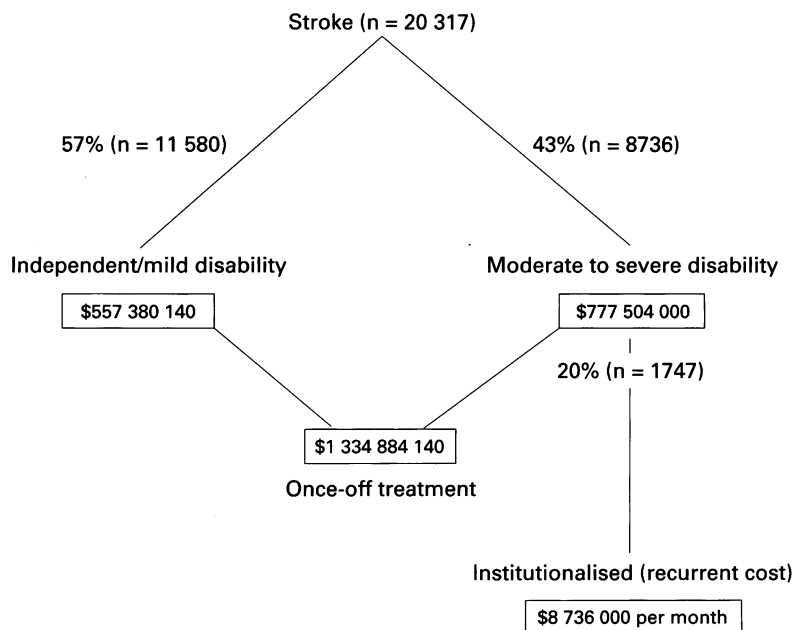 Stroke (n = 20 317)
57% (n = 11 580)
43% (n = 8736)
Independent/mild disability
Moderate to severe disability
$557 380 140
$777 504 000
20% (n = 1747)
$1 334 884 140
Once-off treatment
Institutionalised (recurrent cost)
$8 736 000 per month